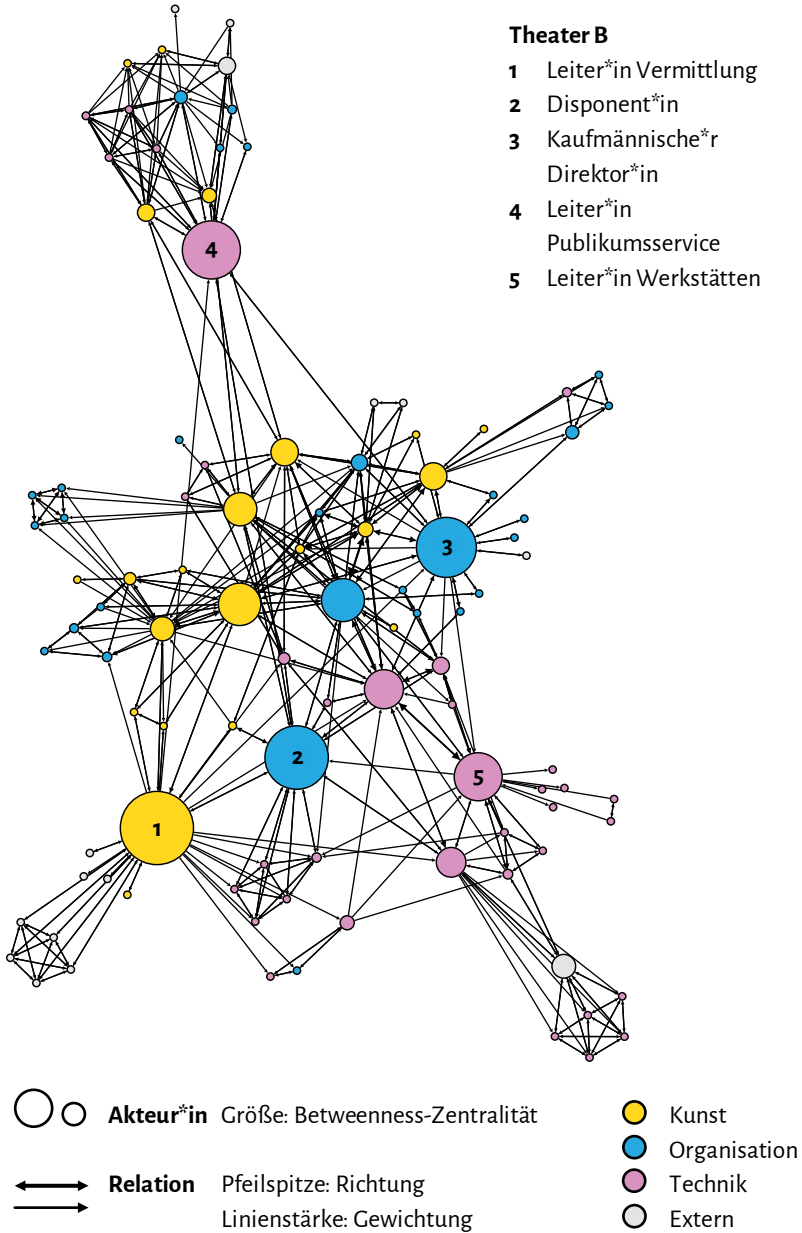 Theater B
1 Leiter*in Vermittlung
2 Disponent*in
3 Kaufmännische*r
Direktor*in
4 Leiter*in
Publikumsservice
5 Leiter*in Werkstätten
4
3
2
5
1
Akteur*in Größe: Betweenness-Zentralität
Relation Pfeilspitze: Richtung
Linienstärke: Gewichtung
Kunst
Organisation
Technik
Extern